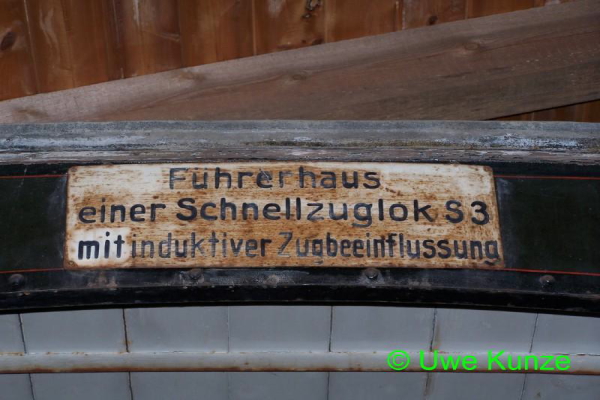 Führerhaus
einer Schnellzuglok S3
mit induktiver Zugbeeinflussung
© Uwe Kunze